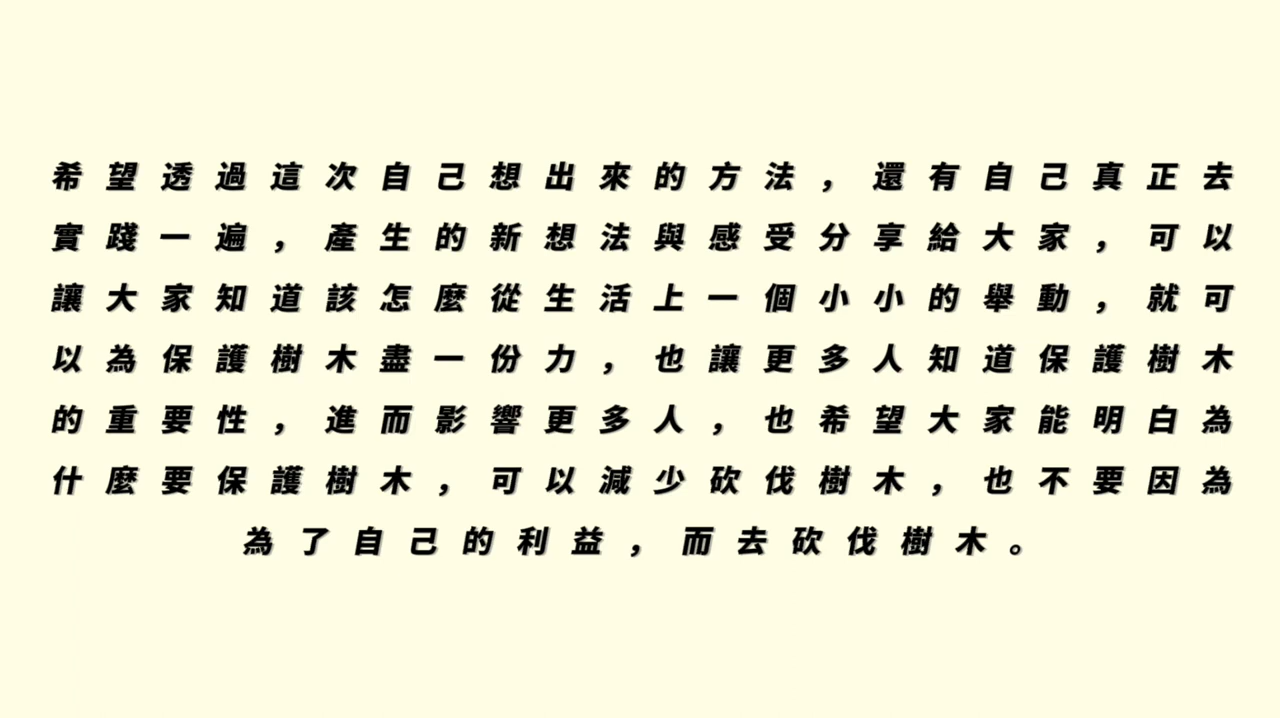 希望透過這次自己想出來的方法，還有自己真正去
實踐一遍，產生的新想法與感受分享給大家，可以
讓大家知道該怎麼從生活上一個小小的舉動，就可
以為保護樹木盡一份力，也讓更多人知道保護樹木
的重要性，進而影響更多人，也希望大家能明白為
什麼要保護樹木，可以減少砍伐樹木，也不要因為
為了自己的利益，而去砍伐樹木。